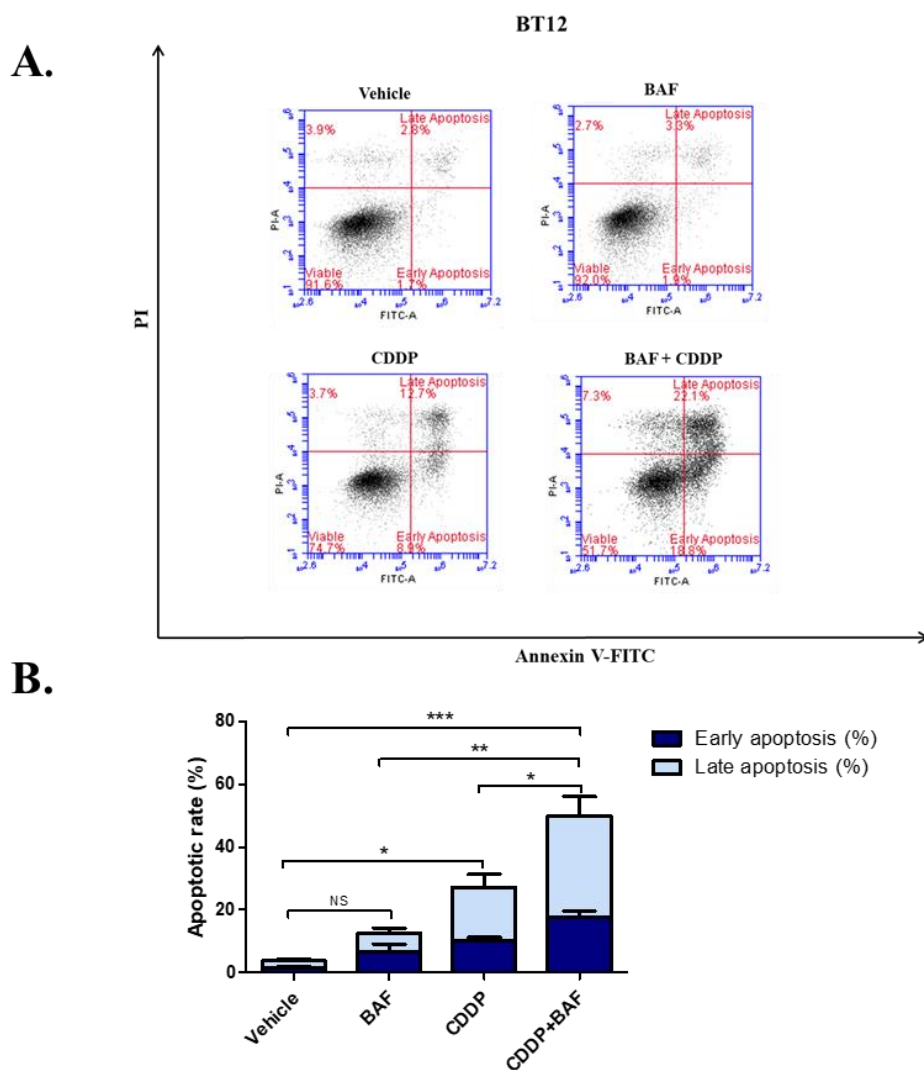 BT12
A.
Vehicle
BAF
Late Apoptosis
3.9%
2.8%
Viable
91.6%
Early Apoptosis
1.7%
PI-A
FITC-A
Late Apoptosis
2.7%
3.3%
Viable
92.0%
Early Apoptosis
1.9%
PI-A
FITC-A
PI
CDDP
BAF + CDDP
Late Apoptosis
3.7%
12.7%
Viable
74.7%
Early Apoptosis
8.9%
PI-A
FITC-A
Late Apoptosis
7.3%
22.1%
Viable
51.7%
Early Apoptosis
18.8%
PI-A
FITC-A
Annexin V-FITC
B.
Apoptotic rate (%)
80
60
40
20
0
***
**
*
*
NS
Early apoptosis (%)
Late apoptosis (%)
Vehicle
BAF
CDDP
CDDP+BAF